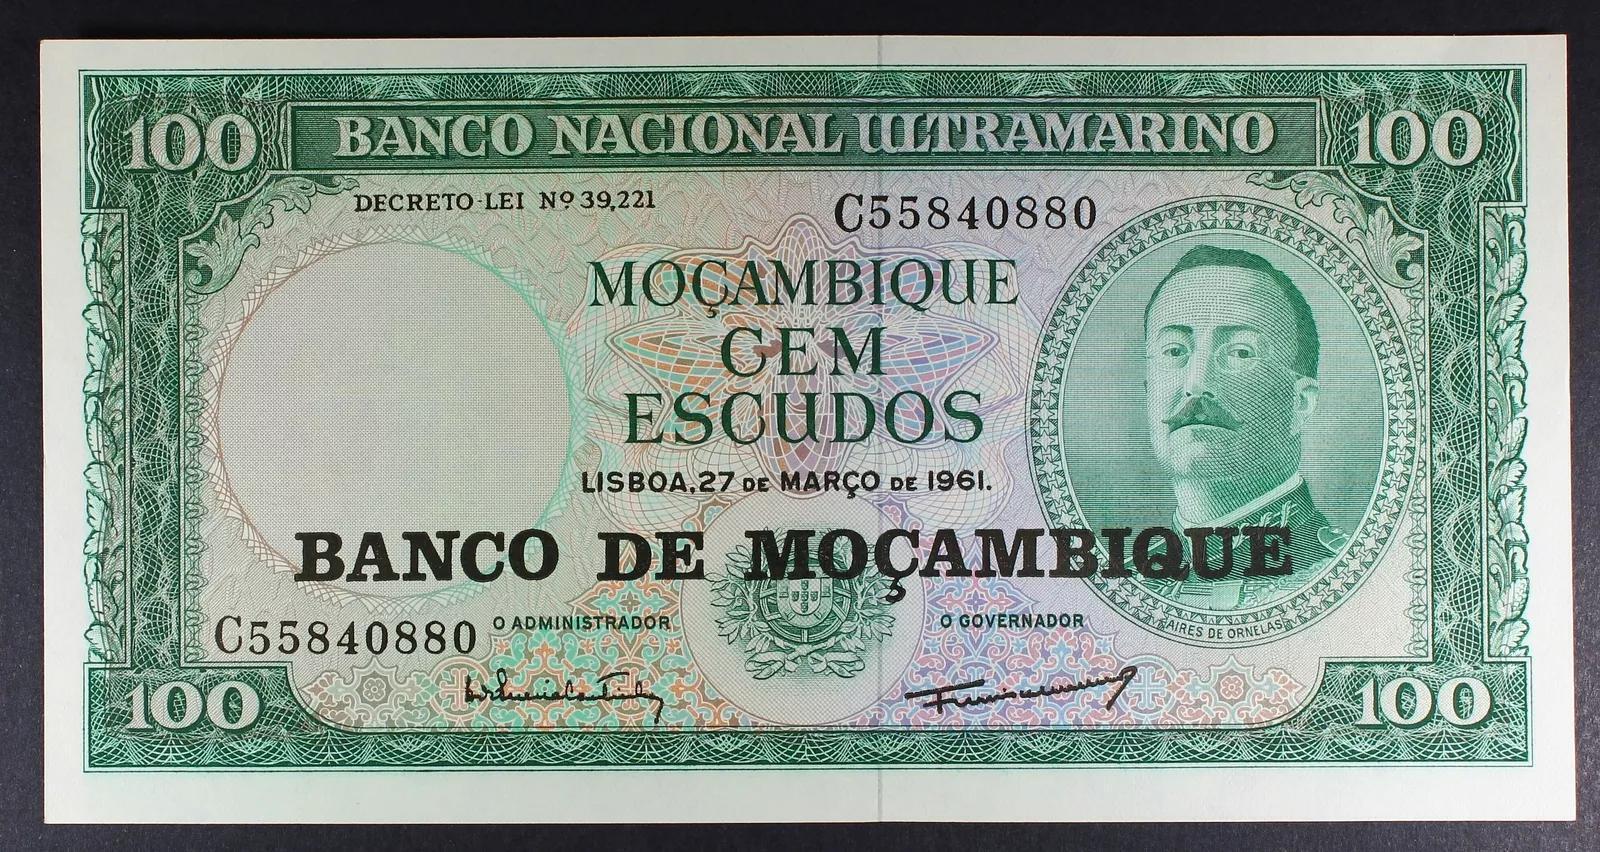 100 BANCO NACIONAL ULTRAMARINO 100
DECRETO-LEI Nº 39,221 C55840880
MOÇAMBIQUE
CEM
ESCUDOS
LISBOA, 27 DE MARÇO DE 1961.
BANCO DE MOÇAMBIQUE
C55840880 O ADMINISTRADOR O GOVERNADOR
AIRES DE ORNELAS
100 100